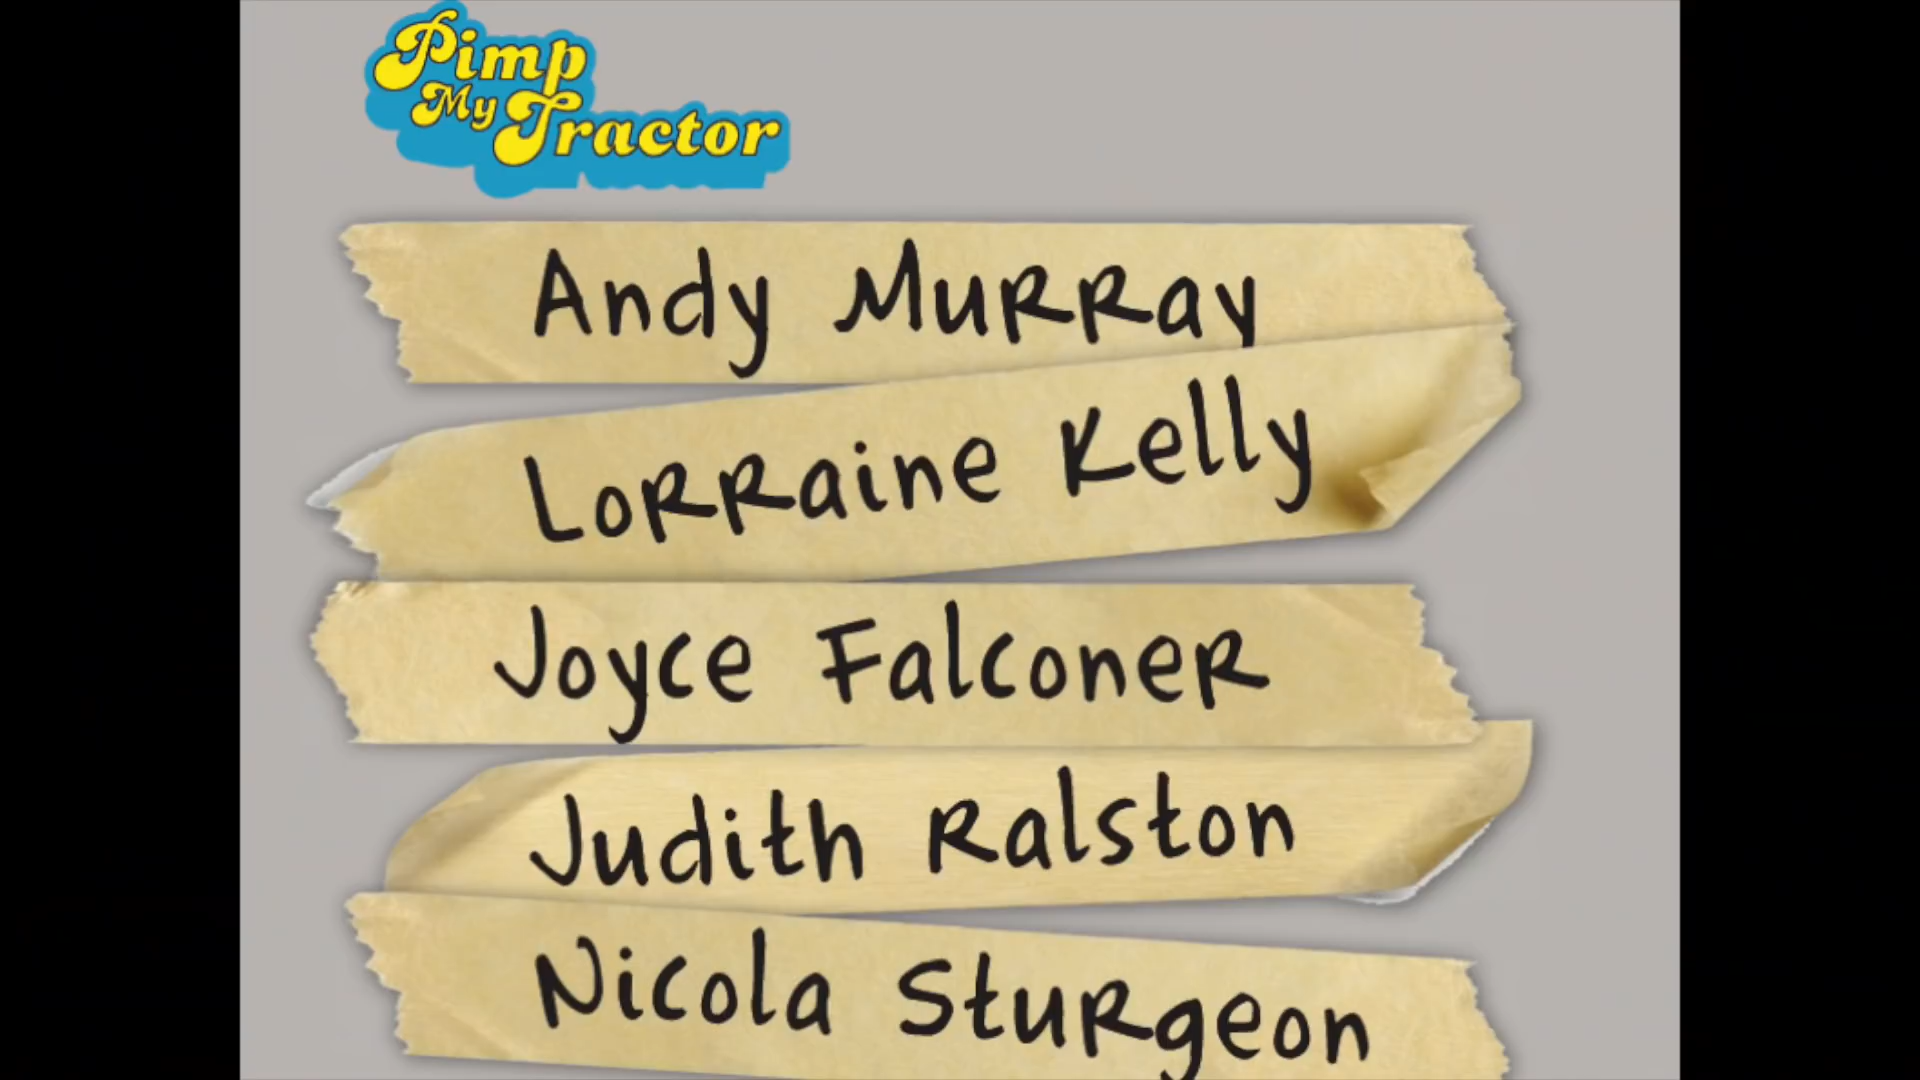 Pimp
My Tractor
Andy Murray
Lorraine Kelly
Joyce Falconer
Judith Ralston
Nicola Sturgeon